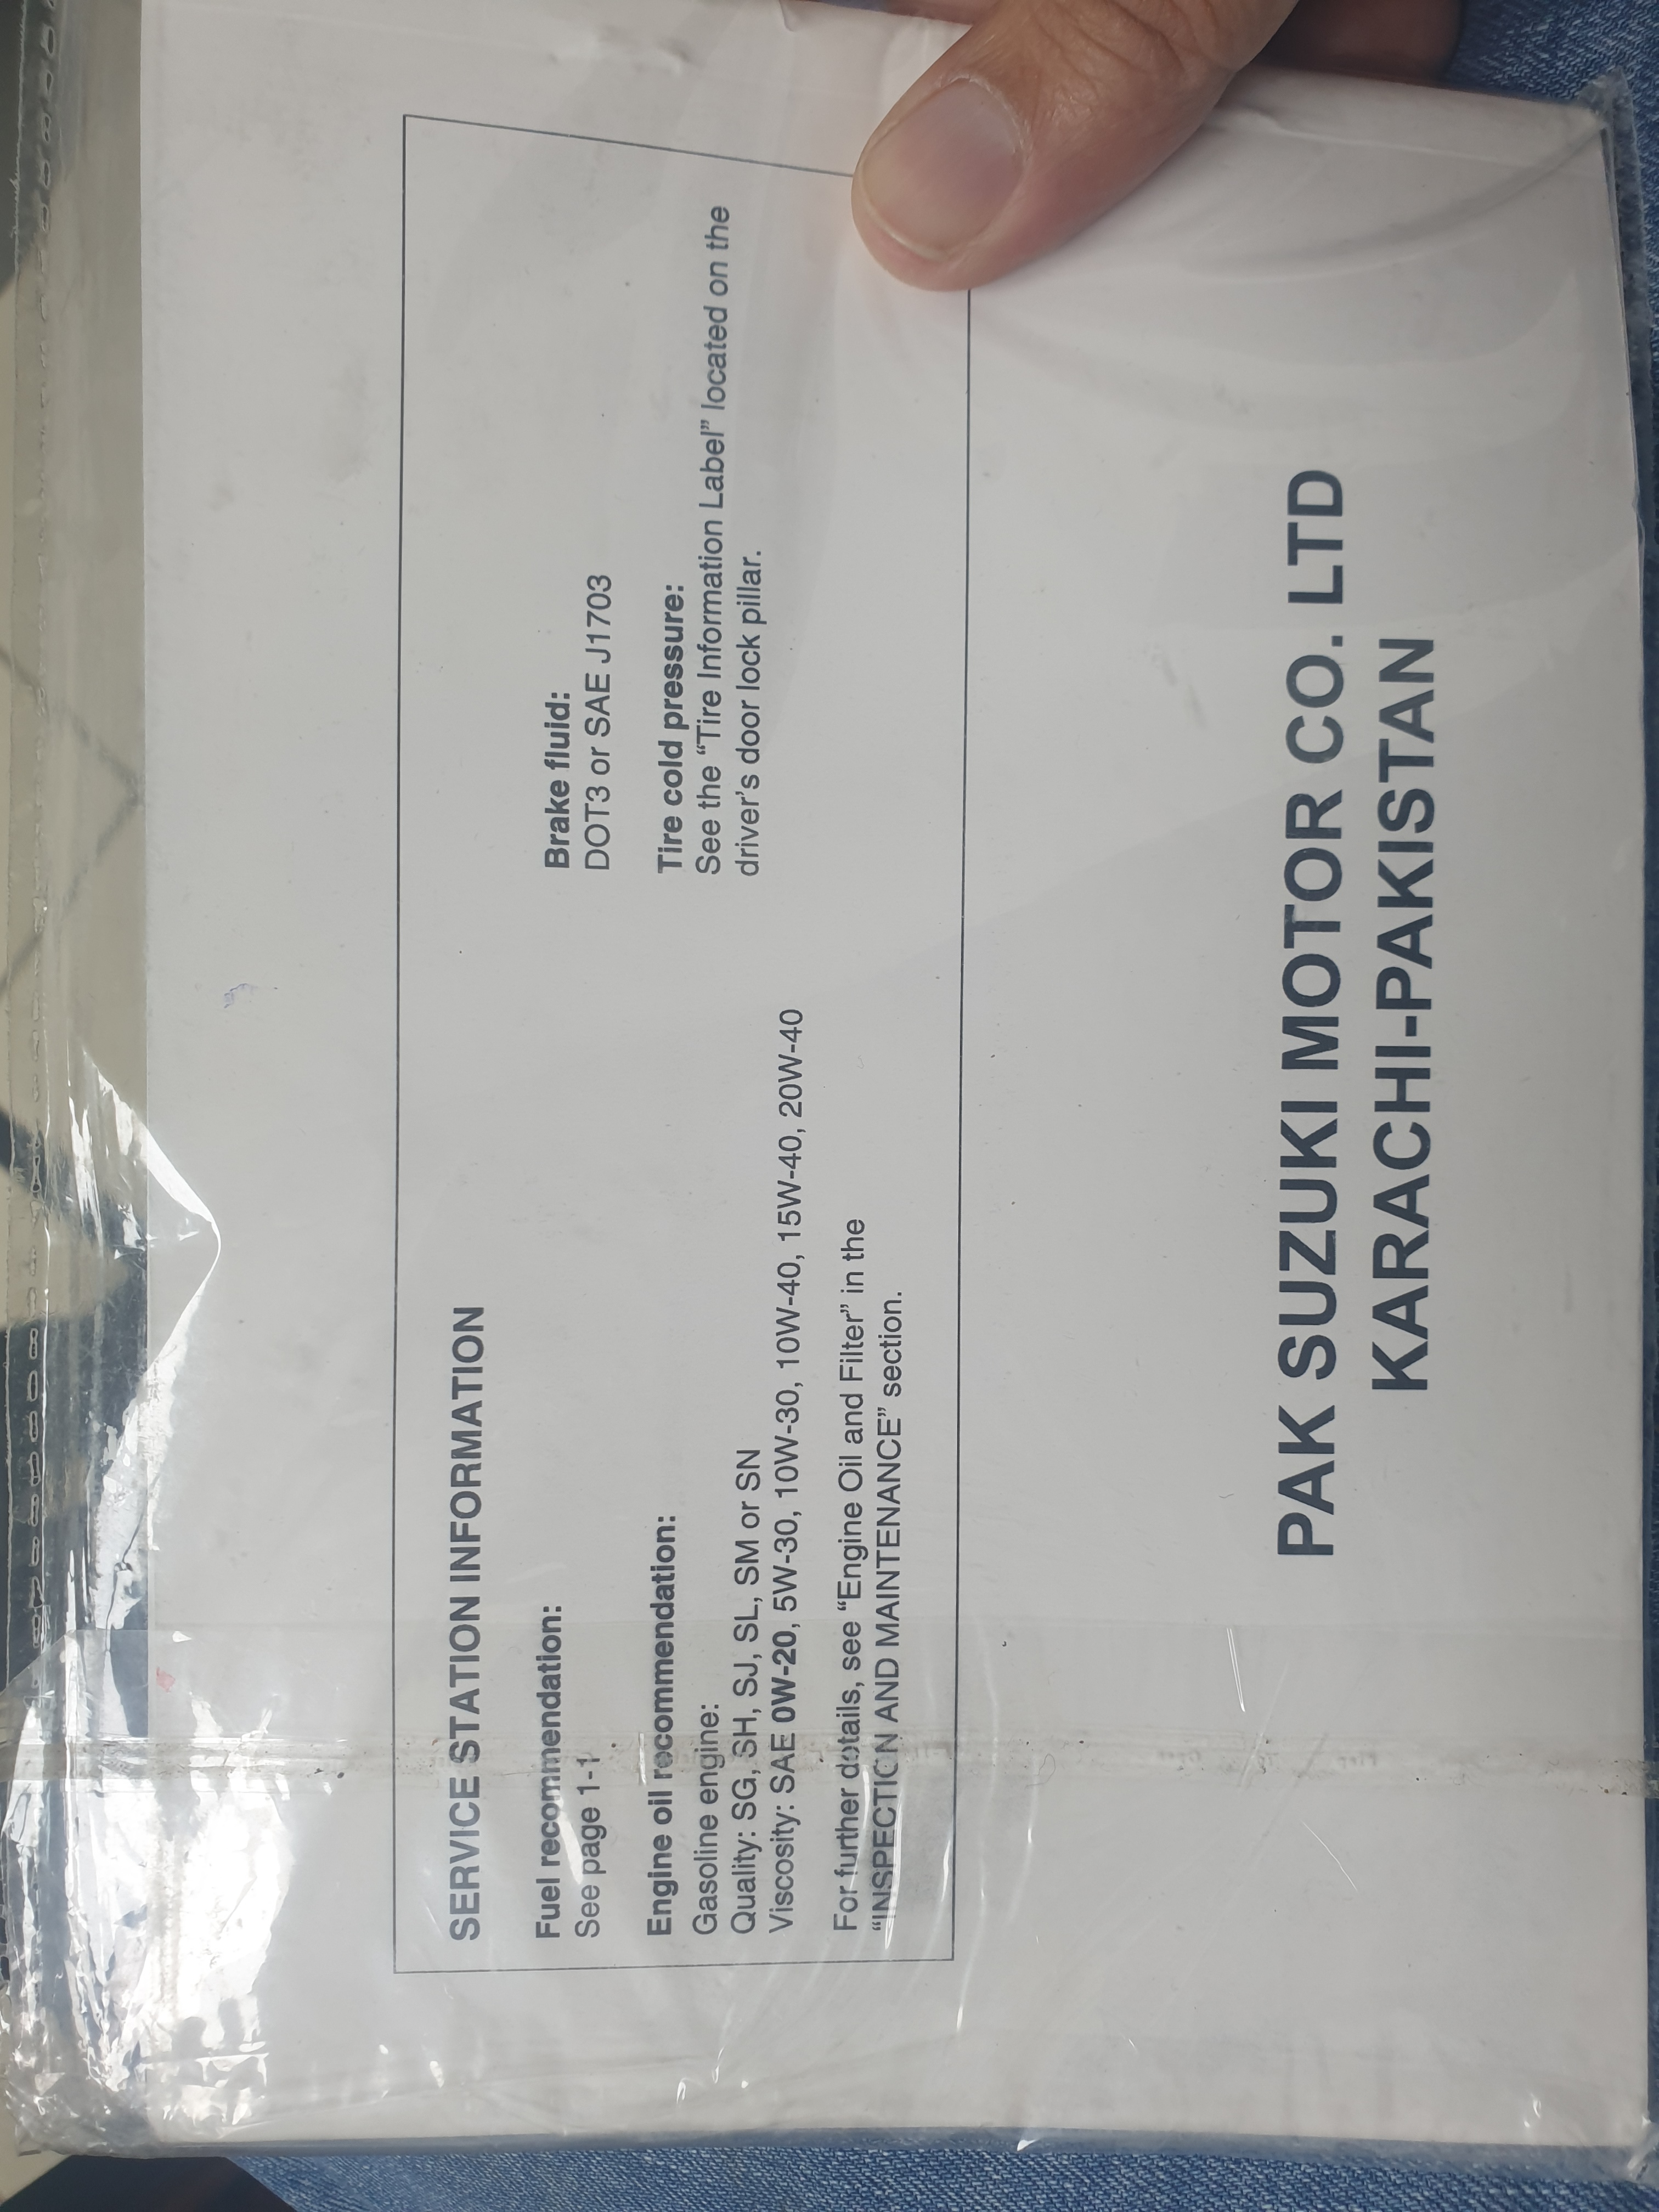 SERVICE STATION INFORMATION
Fuel recommendation:
See page 1-1
Engine oil recommendation:
Gasoline engine:
Quality: SG, SH, SJ, SL, SM or SN
Viscosity: SAE 0W-20, 5W-30, 10W-30, 10W-40, 15W-40, 20W-40
For further details, see “Engine Oil and Filter” in the
“INSPECTION AND MAINTENANCE” section.
Brake fluid:
DOT3 or SAE J1703
Tire cold pressure:
See the “Tire Information Label” located on the
driver’s door lock pillar.
PAK SUZUKI MOTOR CO. LTD
KARACHI-PAKISTAN